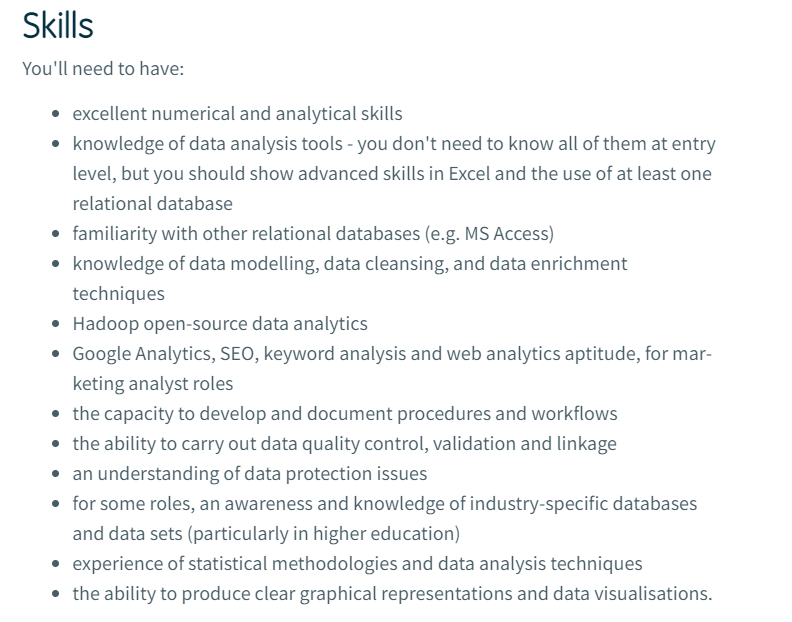 Skills
You'll need to have:
excellent numerical and analytical skills
knowledge of data analysis tools - you don't need to know all of them at entry
level, but you should show advanced skills in Excel and the use of at least one
relational database
familiarity with other relational databases (e.g. MS Access)
knowledge of data modelling, data cleansing, and data enrichment
techniques
Hadoop open-source data analytics
Google Analytics, SEO, keyword analysis and web analytics aptitude, for mar-
keting analyst roles
the capacity to develop and document procedures and workflows
the ability to carry out data quality control, validation and linkage
an understanding of data protection issues
for some roles, an awareness and knowledge of industry-specific databases
and data sets (particularly in higher education)
experience of statistical methodologies and data analysis techniques
the ability to produce clear graphical representations and data visualisations.